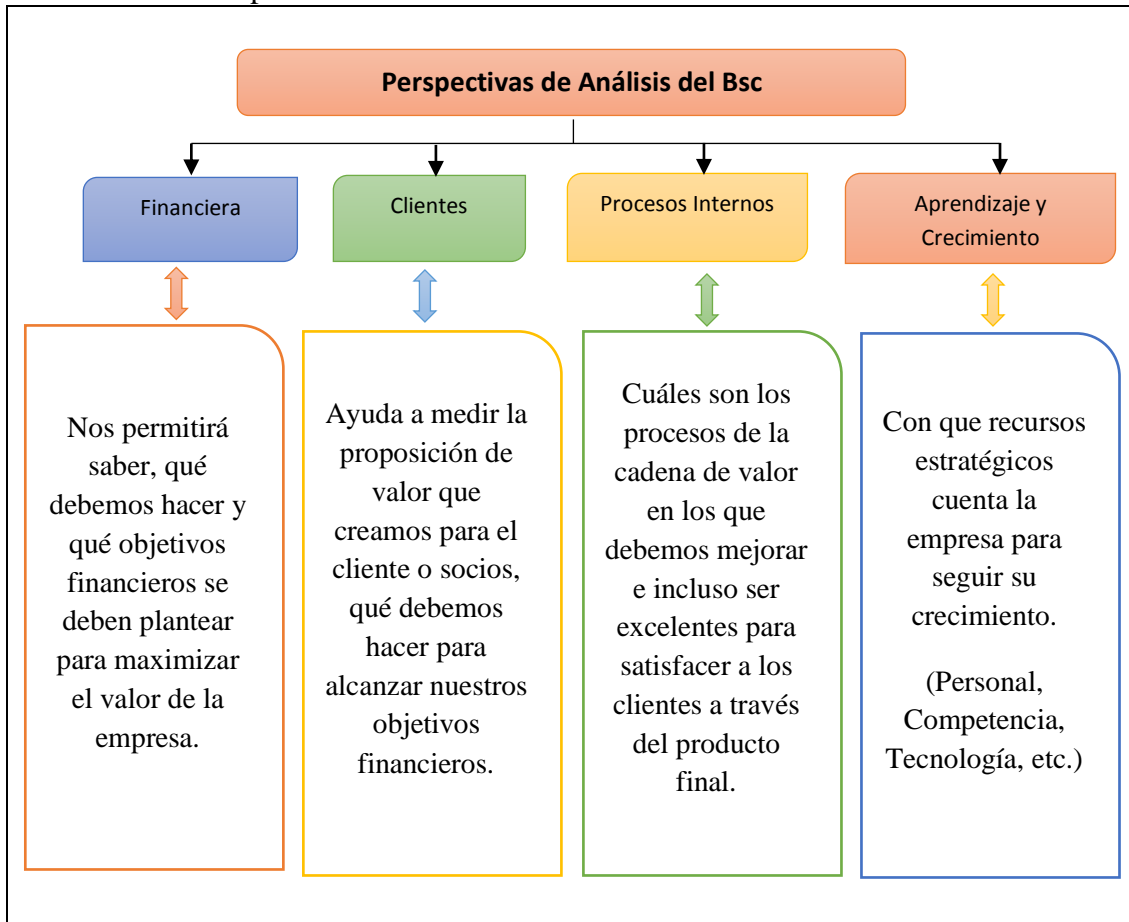 Perspectivas de Análisis del Bsc
Financiera
Clientes
Procesos Internos
Aprendizaje y
Crecimiento
Nos permitirá
saber, qué
debemos hacer y
qué objetivos
financieros se
deben plantear
para maximizar
el valor de la
empresa.
Ayuda a medir la
proposición de
valor que
creamos para el
cliente o socios,
qué debemos
hacer para
alcanzar nuestros
objetivos
financieros.
Cuáles son los
procesos de la
cadena de valor
en los que
debemos mejorar
e incluso ser
excelentes para
satisfacer a los
clientes a través
del producto
final.
Con que recursos
estratégicos
cuenta la
empresa para
seguir su
crecimiento.
(Personal,
Competencia,
Tecnología, etc.)